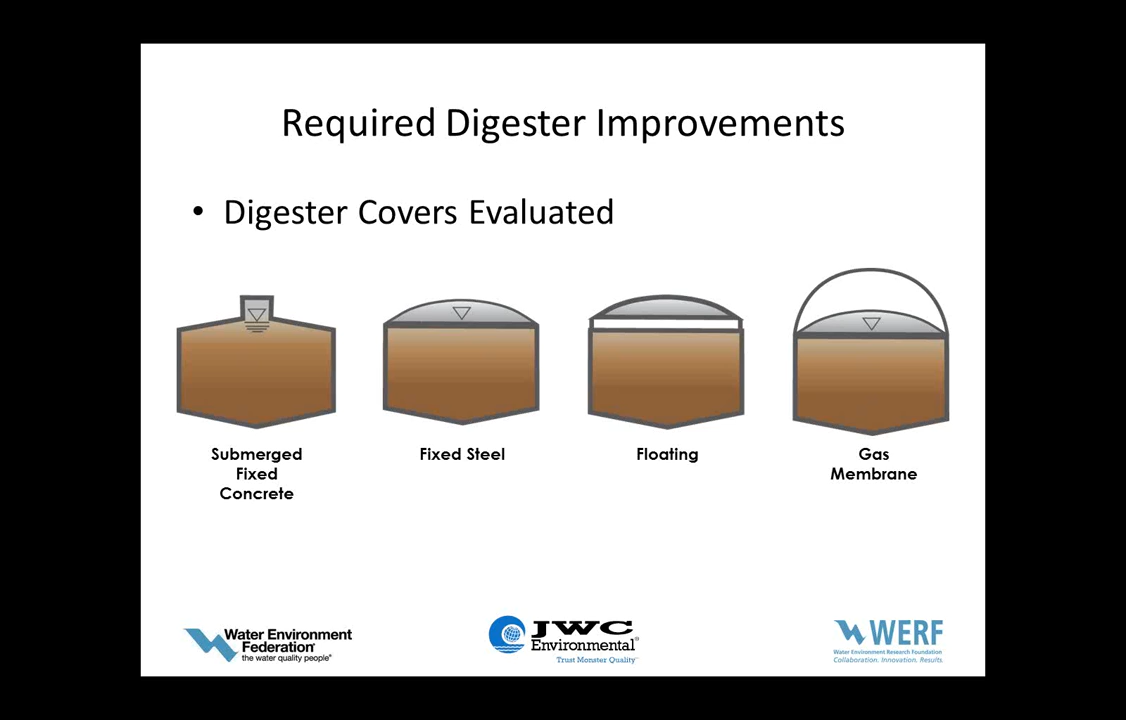 Required Digester Improvements
• Digester Covers Evaluated
Submerged
Fixed
Concrete
Fixed Steel
Floating
Gas
Membrane
Water Environment
Federation®
the water quality people®
JWC
Environmental®
Trust Monster Quality™
WERF
Water Environment Research Foundation
Collaboration. Innovation. Results.